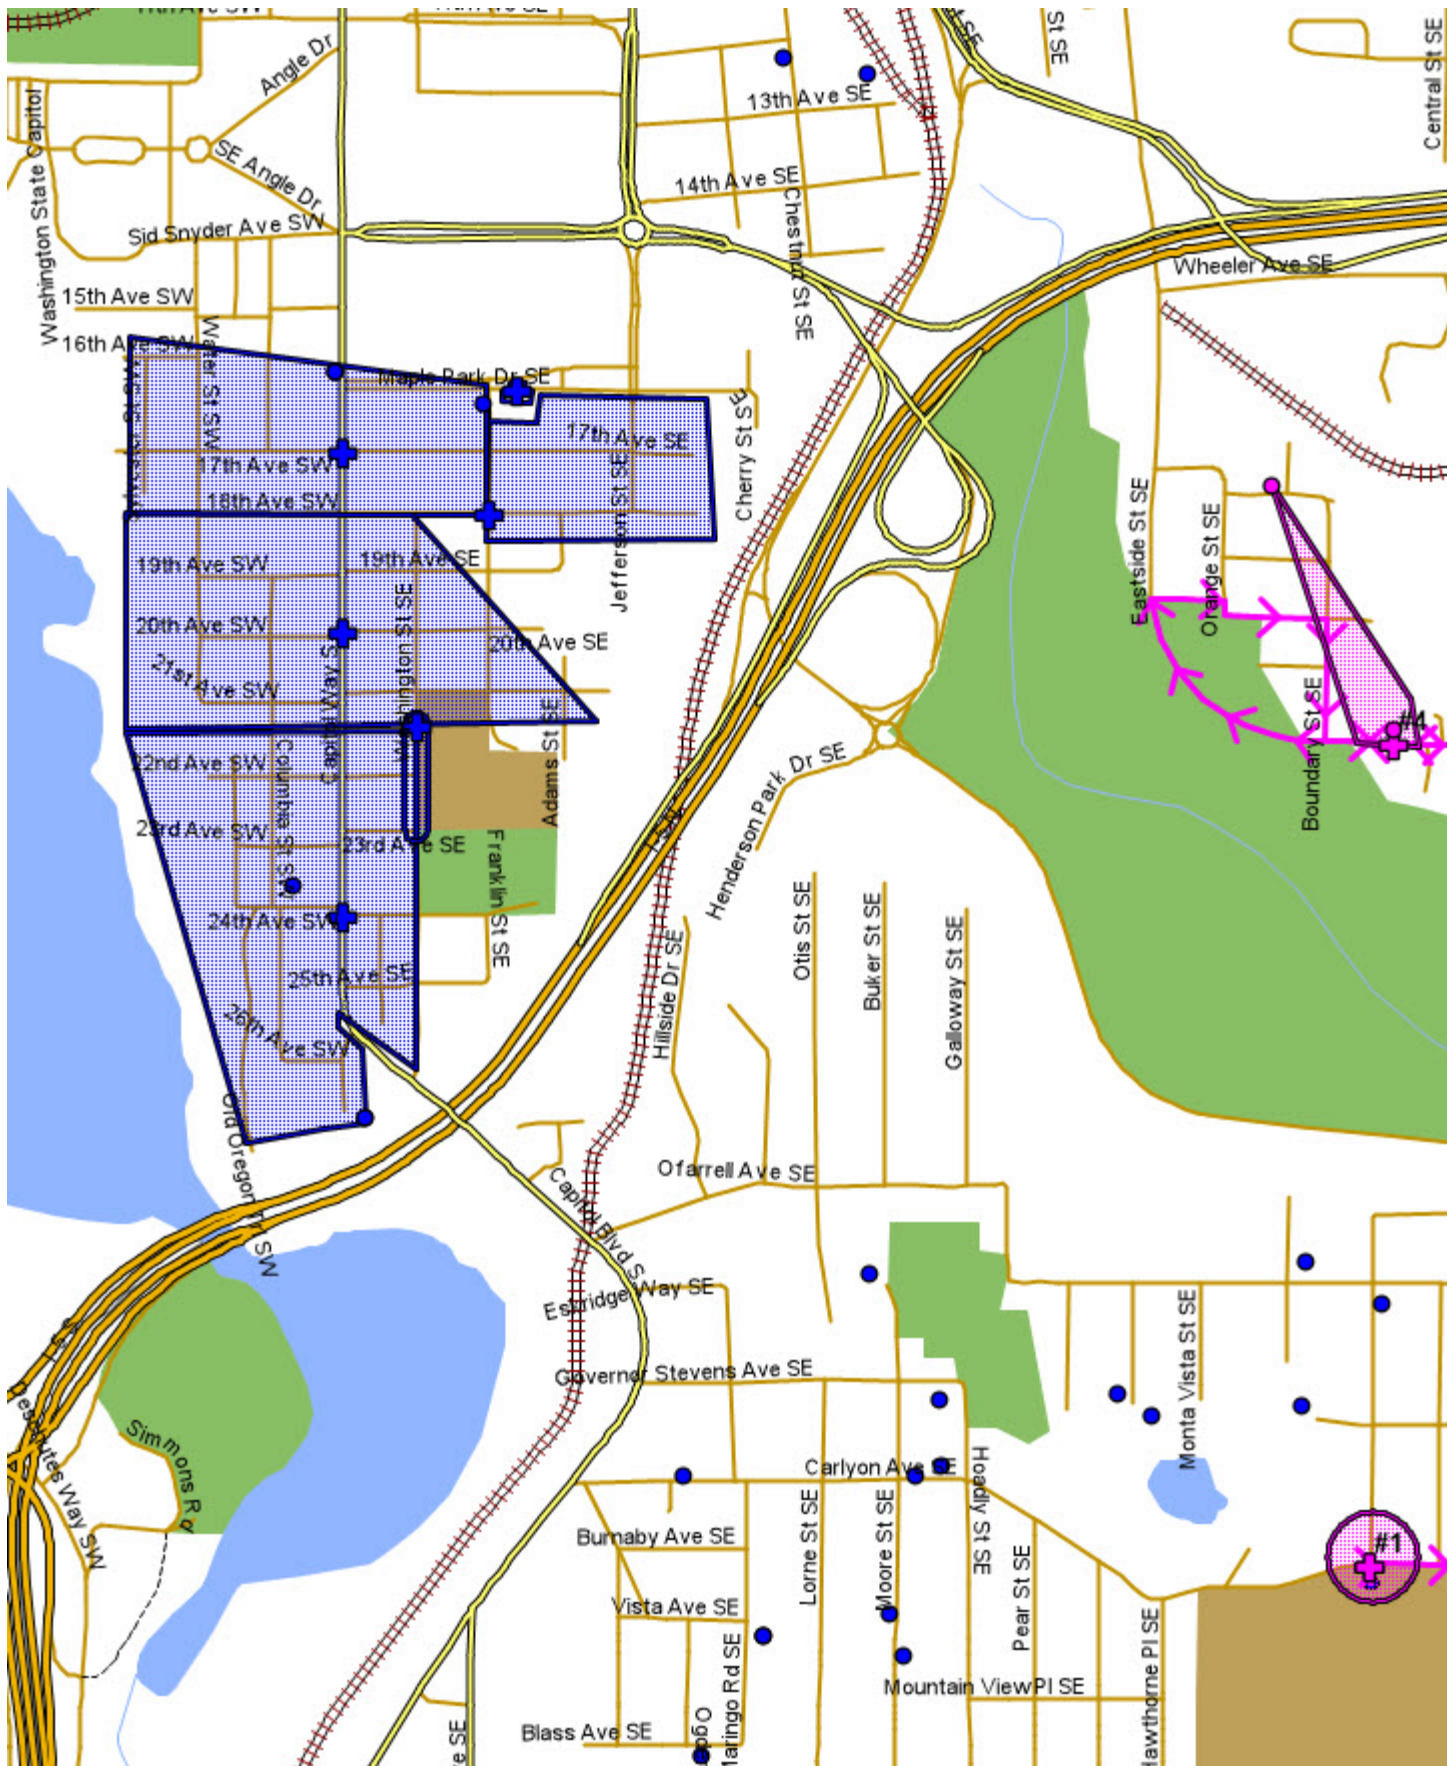 Angle Dr
13th Ave SE
St SE
Central St SE
Washington State Capitol
SE Angle Dr
14th Ave SE
Chestnut St SE
Sid Snyder Ave SW
Wheeler Ave SE
15th Ave SW
16th Ave SW
Water St SW
Maple Park Dr SE
Cherry St SE
17th Ave SE
17th Ave SW
18th Ave SW
Jefferson St SE
Eastside St SE
Orange St SE
19th Ave SW
19th Ave SE
20th Ave SW
Washington St SE
20th Ave SE
21st Ave SW
Capitol Way S
Adams St SE
Boundary St SE
#4
22nd Ave SW
Columbia St SW
Henderson Park Dr SE
23rd Ave SW
23rd Ave SE
Franklin St SE
24th Ave SW
Otis St SE
Buker St SE
Galloway St SE
Hillside Dr SE
25th Ave SE
26th Ave SW
Old Oregon Trl SW
Ofarrell Ave SE
Capitol Blvd S
Eskridge Way SE
Monta Vista St SE
Governor Stevens Ave SE
Deschutes Way SW
Simmons Rd
Carlyon Ave SE
Hoadly St SE
Lorne St SE
Moore St SE
Burnaby Ave SE
#1
Pear St SE
Vista Ave SE
Maringo Rd SE
Hawthorne Pl SE
Mountain View Pl SE
Blass Ave SE
ve SE